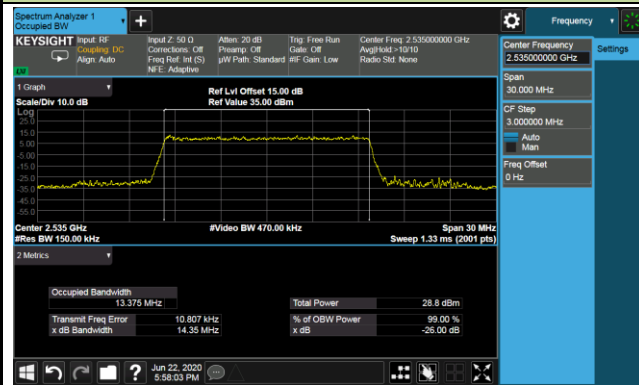 Spectrum Analyzer 1
Occupied BW
Frequency
KEYSIGHT
Input: RF
Coupling: DC
Align: Auto
Input Z: 50 Ω
Corrections: Off
Freq Ref: Int (S)
NFE: Adaptive
Atten: 20 dB
Preamp: Off
µW Path: Standard
Trig: Free Run
Gate: Off
#IF Gain: Low
Center Freq: 2.535000000 GHz
Avg|Hold:>10/10
Radio Std: None
Center Frequency
2.535000000 GHz
Settings
Span
30.000 MHz
CF Step
3.000000 MHz
Auto
Man
Freq Offset
0 Hz
1 Graph
Scale/Div 10.0 dB
Ref Lvl Offset 15.00 dB
Ref Value 35.00 dBm
Log
25.0
15.0
5.00
-5.00
-15.0
-25.0
-35.0
-45.0
-55.0
Center 2.535 GHz
#Video BW 470.00 kHz
Span 30 MHz
#Res BW 150.00 kHz
Sweep 1.33 ms (2001 pts)
2 Metrics
Occupied Bandwidth
13.375 MHz
Total Power 28.8 dBm
Transmit Freq Error 10.807 kHz
% of OBW Power 99.00 %
x dB Bandwidth 14.35 MHz
x dB -26.00 dB
Jun 22, 2020
5:58:03 PM